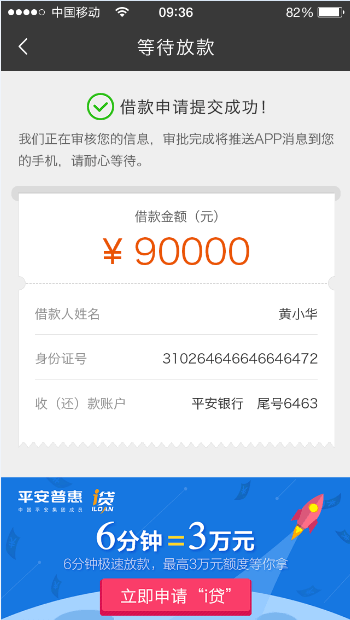 中国移动 09:36 82%
等待放款
借款申请提交成功！
我们正在审核您的信息，审批完成将推送APP消息到您
的手机，请耐心等待。
借款金额（元）
¥ 90000
借款人姓名 黄小华
身份证号 310264646646646472
收（还）款账户 平安银行 尾号6463
平安普惠 i贷
中国平安集团成员 ILOAN
6分钟=3万元
6分钟极速放款，最高3万元额度等你拿
立即申请“i贷”